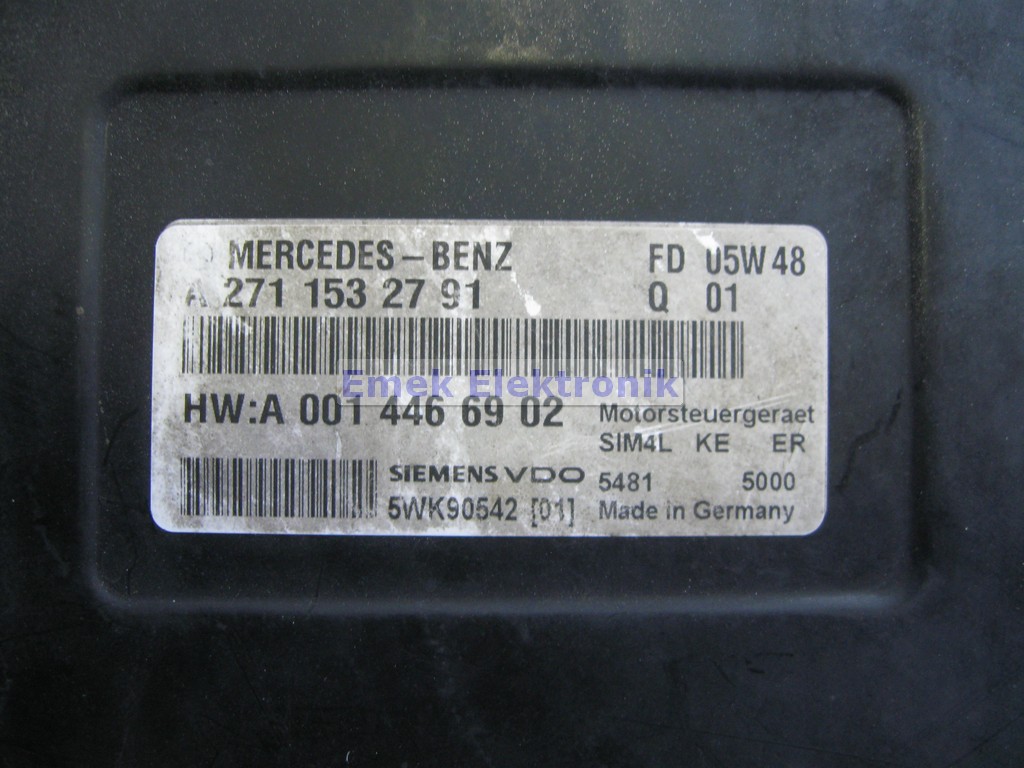 MERCEDES-BENZ FD 05W48
A 271 153 27 91 Q 01
Emek Elektronik
HW:A 001 446 69 02 Motorsteuergeraet
SIM4L KE ER
SIEMENS VDO 5481 5000
5WK90542 [01] Made in Germany